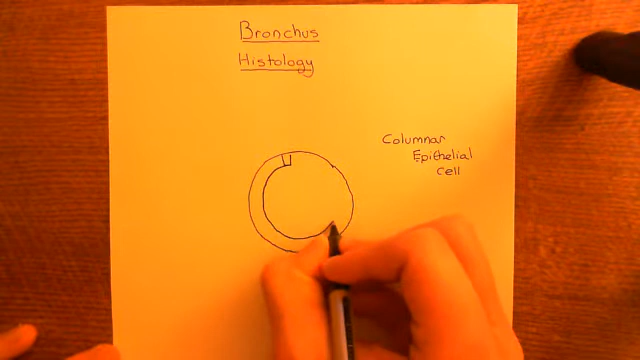 Bronchus
Histology
Columnar
Epithelial
Cell